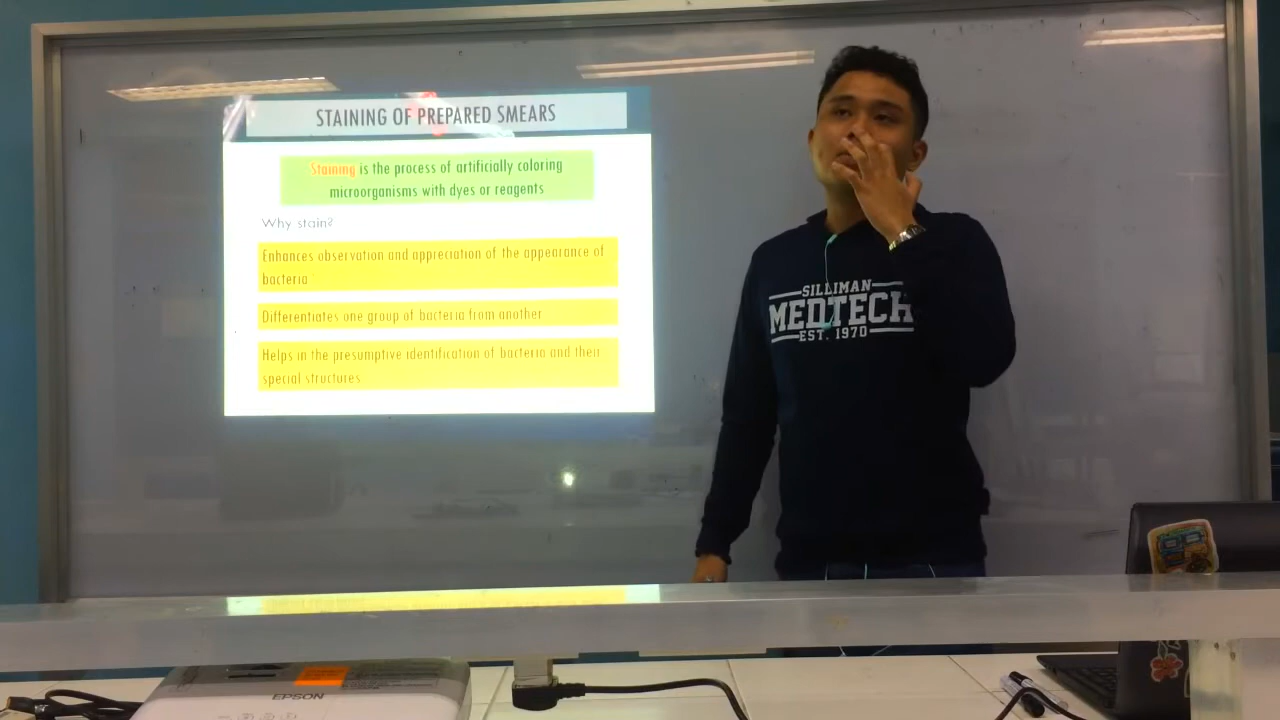 STAINING OF PREPARED SMEARS
Staining is the process of artificially coloring
microorganisms with dyes or reagents
Why stain?
Enhances observation and appreciation of the appearance of
bacteria
Differentiates one group of bacteria from another
Helps in the presumptive identification of bacteria and their
special structures
SILLIMAN
MEDTECH
EST. 1970
EPSON